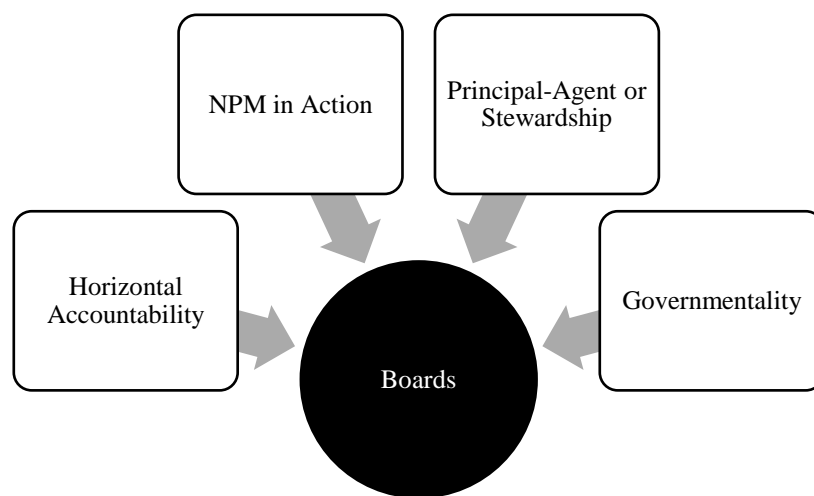 NPM in Action
Principal-Agent or
Stewardship
Horizontal
Accountability
Governmentality
Boards